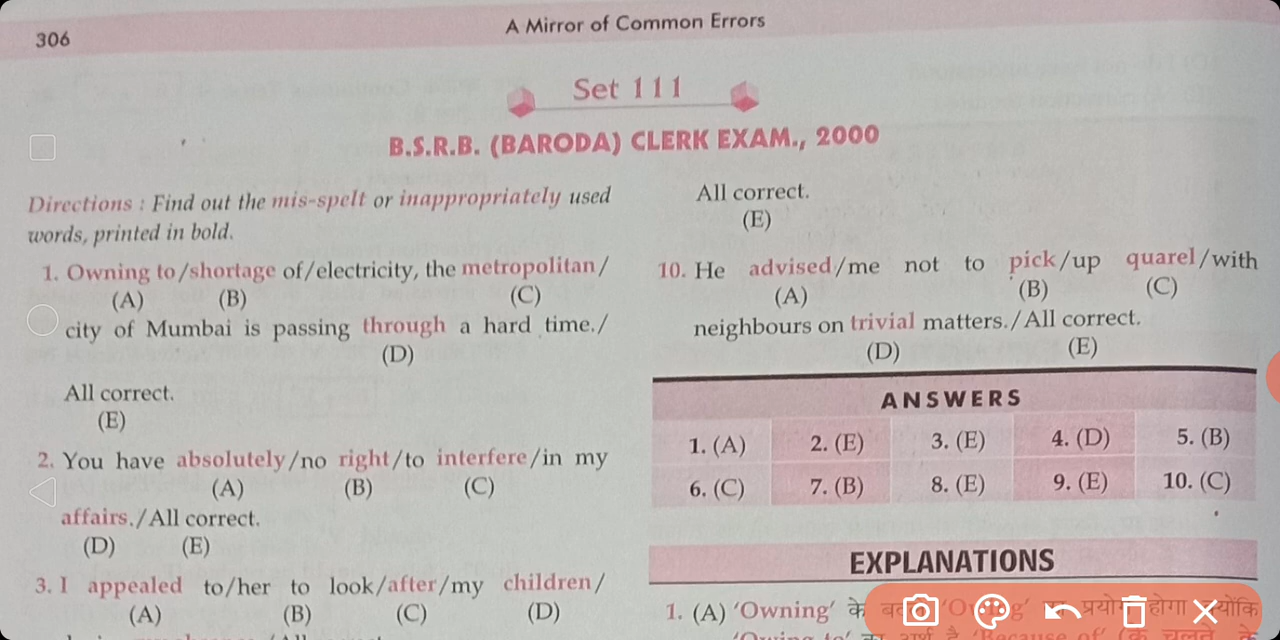 306
A Mirror of Common Errors
Set 111
B.S.R.B. (BARODA) CLERK EXAM., 2000
Directions : Find out the mis-spelt or inappropriately used
words, printed in bold.
1. Owning to/shortage of/electricity, the metropolitan/
(A) (B) (C)
city of Mumbai is passing through a hard time./
(D)
All correct.
(E)
2. You have absolutely/no right/to interfere/in my
(A) (B) (C)
affairs./All correct.
(D) (E)
3. I appealed to/her to look/after/my children/
(A) (B) (C) (D)
All correct.
(E)
10. He advised/me not to pick/up quarel/with
(A) (B) (C)
neighbours on trivial matters./All correct.
(D) (E)
ANSWERS
1. (A) 2. (E) 3. (E) 4. (D) 5. (B)
6. (C) 7. (B) 8. (E) 9. (E) 10. (C)
EXPLANATIONS
1. (A) 'Owning' के प्रयोग होगा क्योंकि